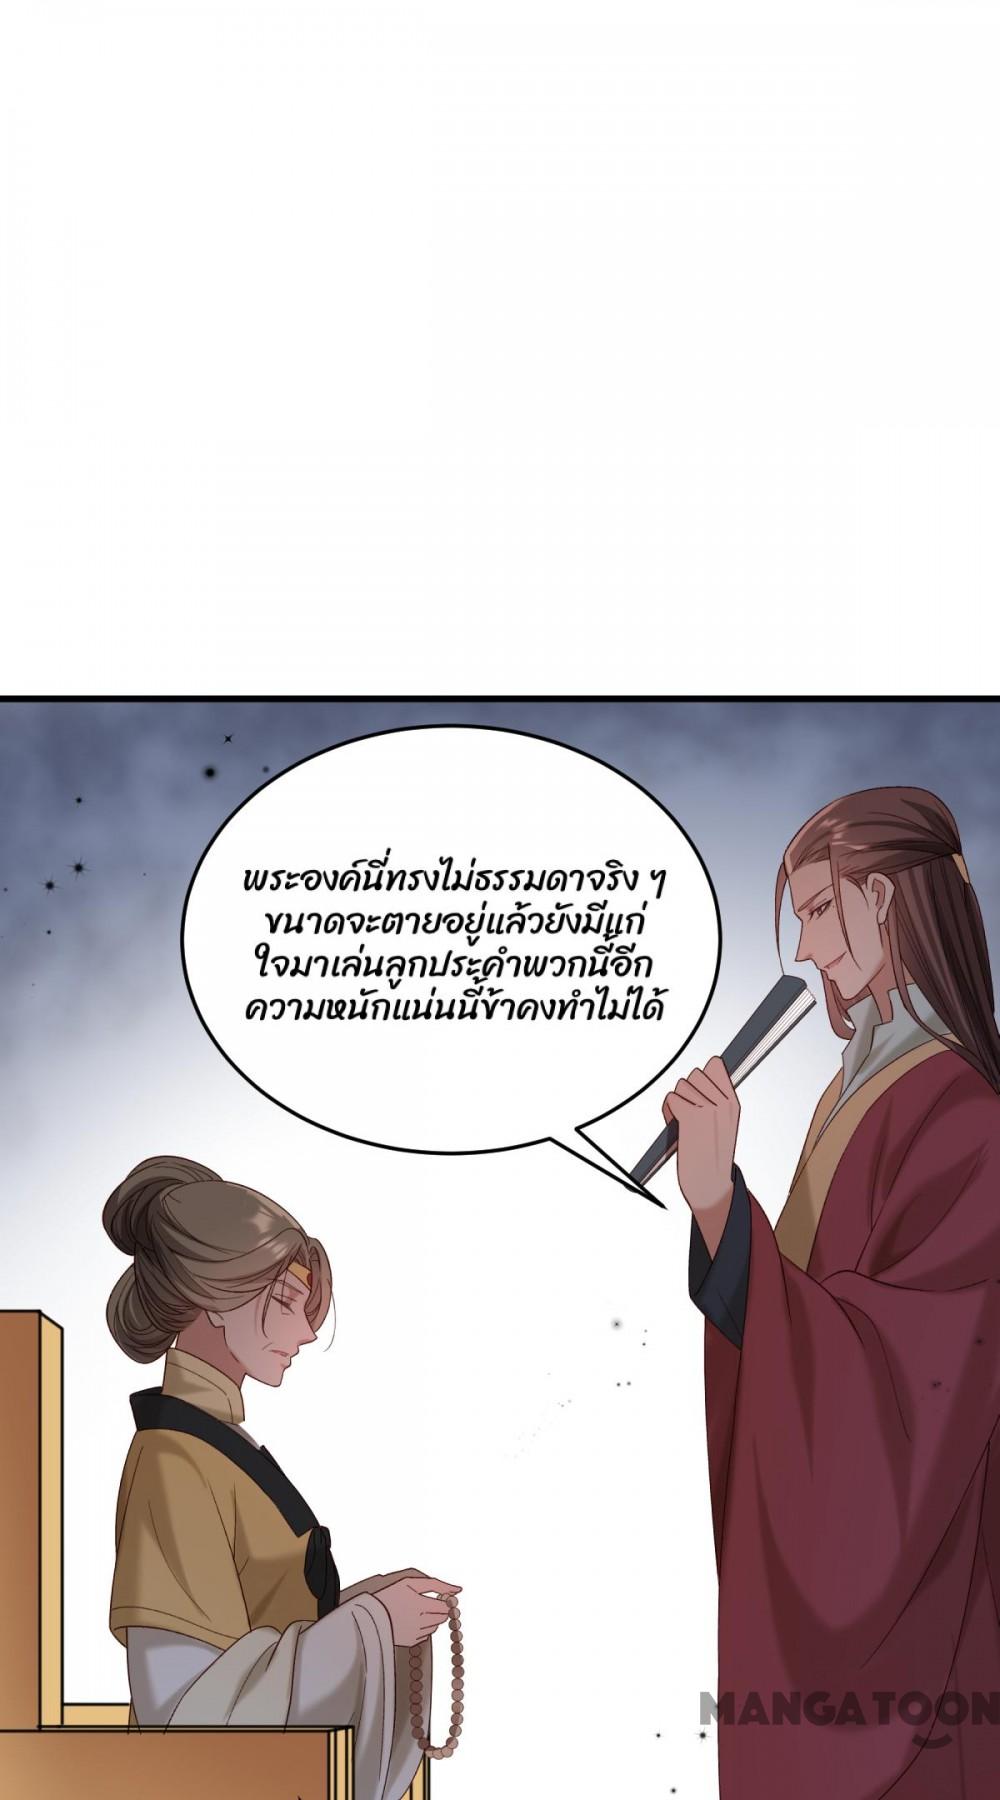 พระองค์นี่ทรงไม่ธรรมดาจริง ๆ
ขนาดจะตายอยู่แล้วยังมีแก่
ใจมาเล่นลูกประคำพวกนี้อีก
ความหนักแน่นนี้ข้าคงทำไม่ได้
MANGATOON